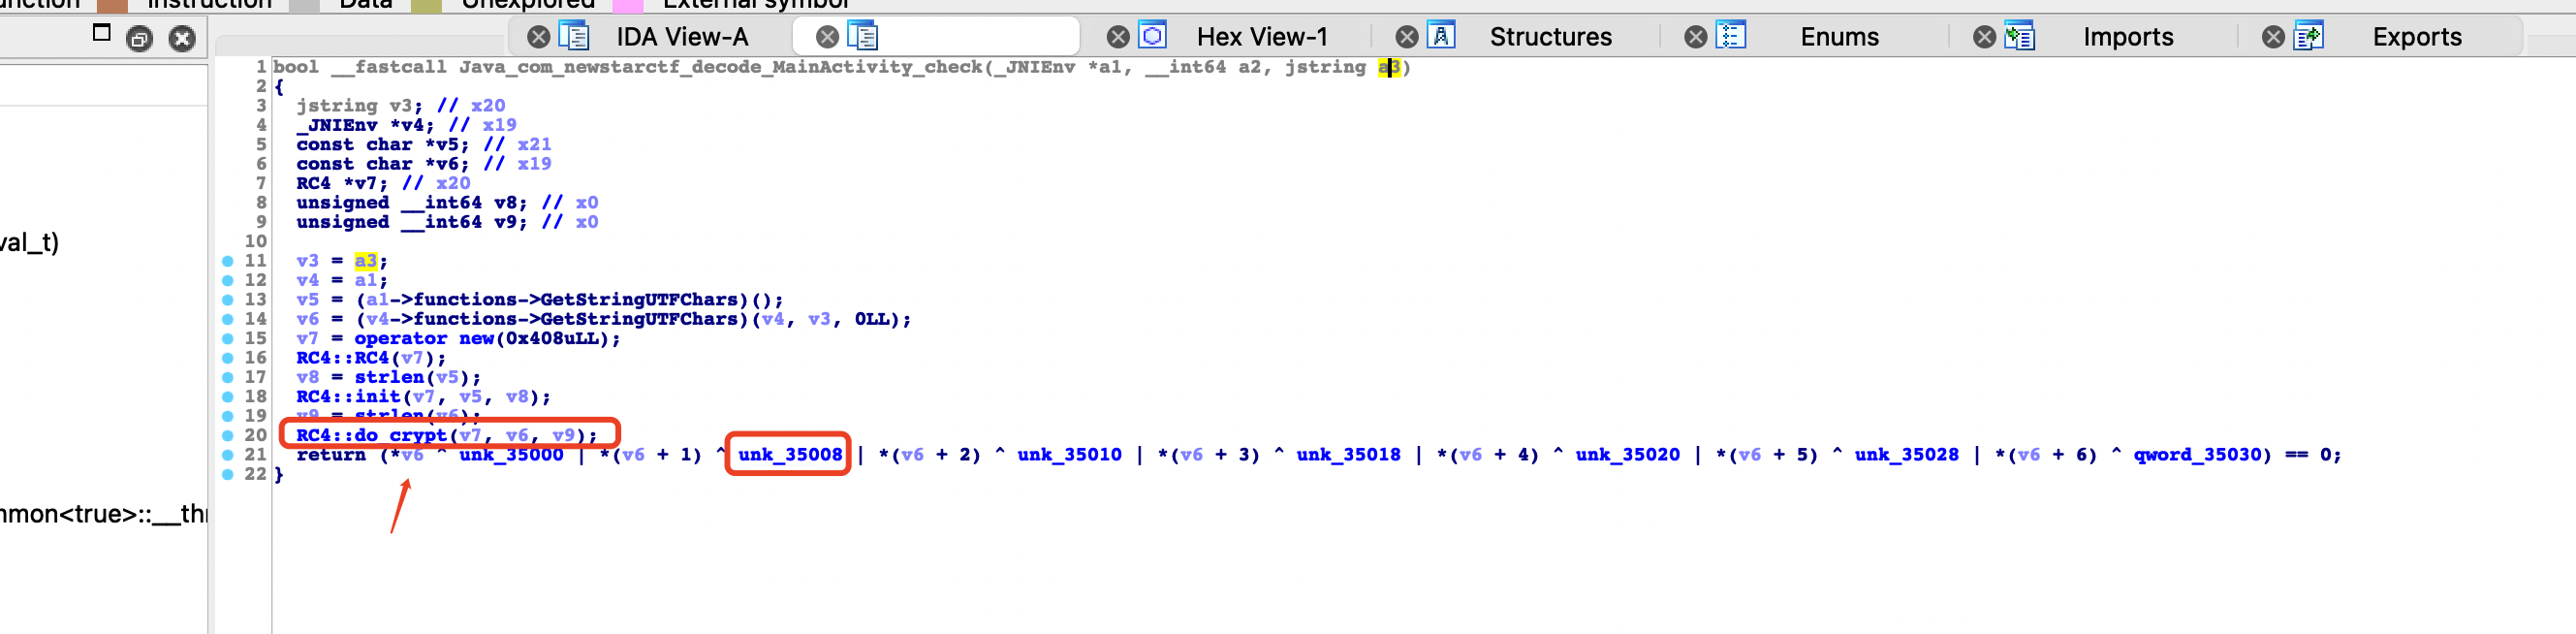 Instruction Data Unexplored External symbol
IDA View-A Hex View-1 Structures Enums Imports Exports
1 bool __fastcall Java_com_newstarctf_decode_MainActivity_check(_JNIEnv *a1, __int64 a2, jstring a3)
2 {
3 jstring v3; // x20
4 _JNIEnv *v4; // x19
5 const char *v5; // x21
6 const char *v6; // x19
7 RC4 *v7; // x20
8 unsigned __int64 v8; // x0
9 unsigned __int64 v9; // x0
10
11 v3 = a3;
12 v4 = a1;
13 v5 = (a1->functions->GetStringUTFChars)();
14 v6 = (v4->functions->GetStringUTFChars)(v4, v3, 0LL);
15 v7 = operator new(0x408uLL);
16 RC4::RC4(v7);
17 v8 = strlen(v5);
18 RC4::init(v7, v5, v8);
19 v9 = strlen(v6);
20 RC4::do_crypt(v7, v6, v9);
21 return (*v6 ^ unk_35000 | *(v6 + 1) ^ unk_35008 | *(v6 + 2) ^ unk_35010 | *(v6 + 3) ^ unk_35018 | *(v6 + 4) ^ unk_35020 | *(v6 + 5) ^ unk_35028 | *(v6 + 6) ^ qword_35030) == 0;
22 }
val_t)
mmon<true>::__thr